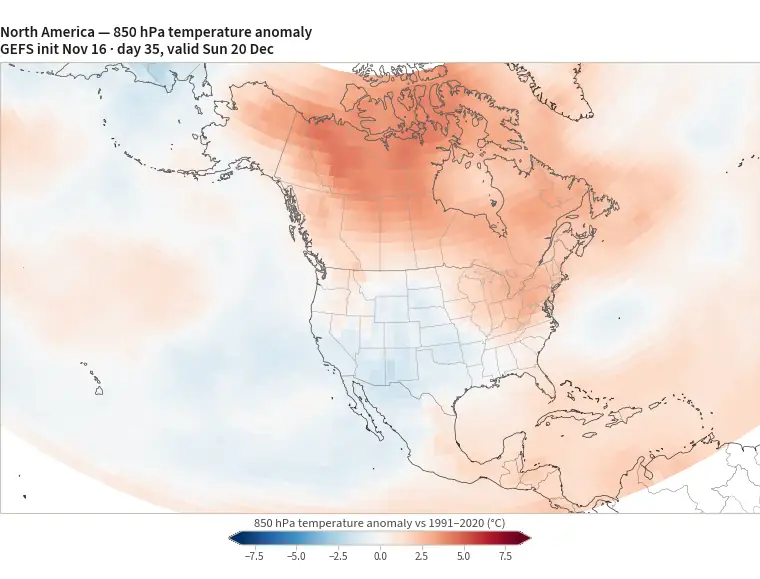 North America — 850 hPa temperature anomaly
GEFS init Nov 16 · day 35, valid Sun 20 Dec
850 hPa temperature anomaly vs 1991–2020 (°C)
−7.5 −5.0 −2.5 0.0 2.5 5.0 7.5